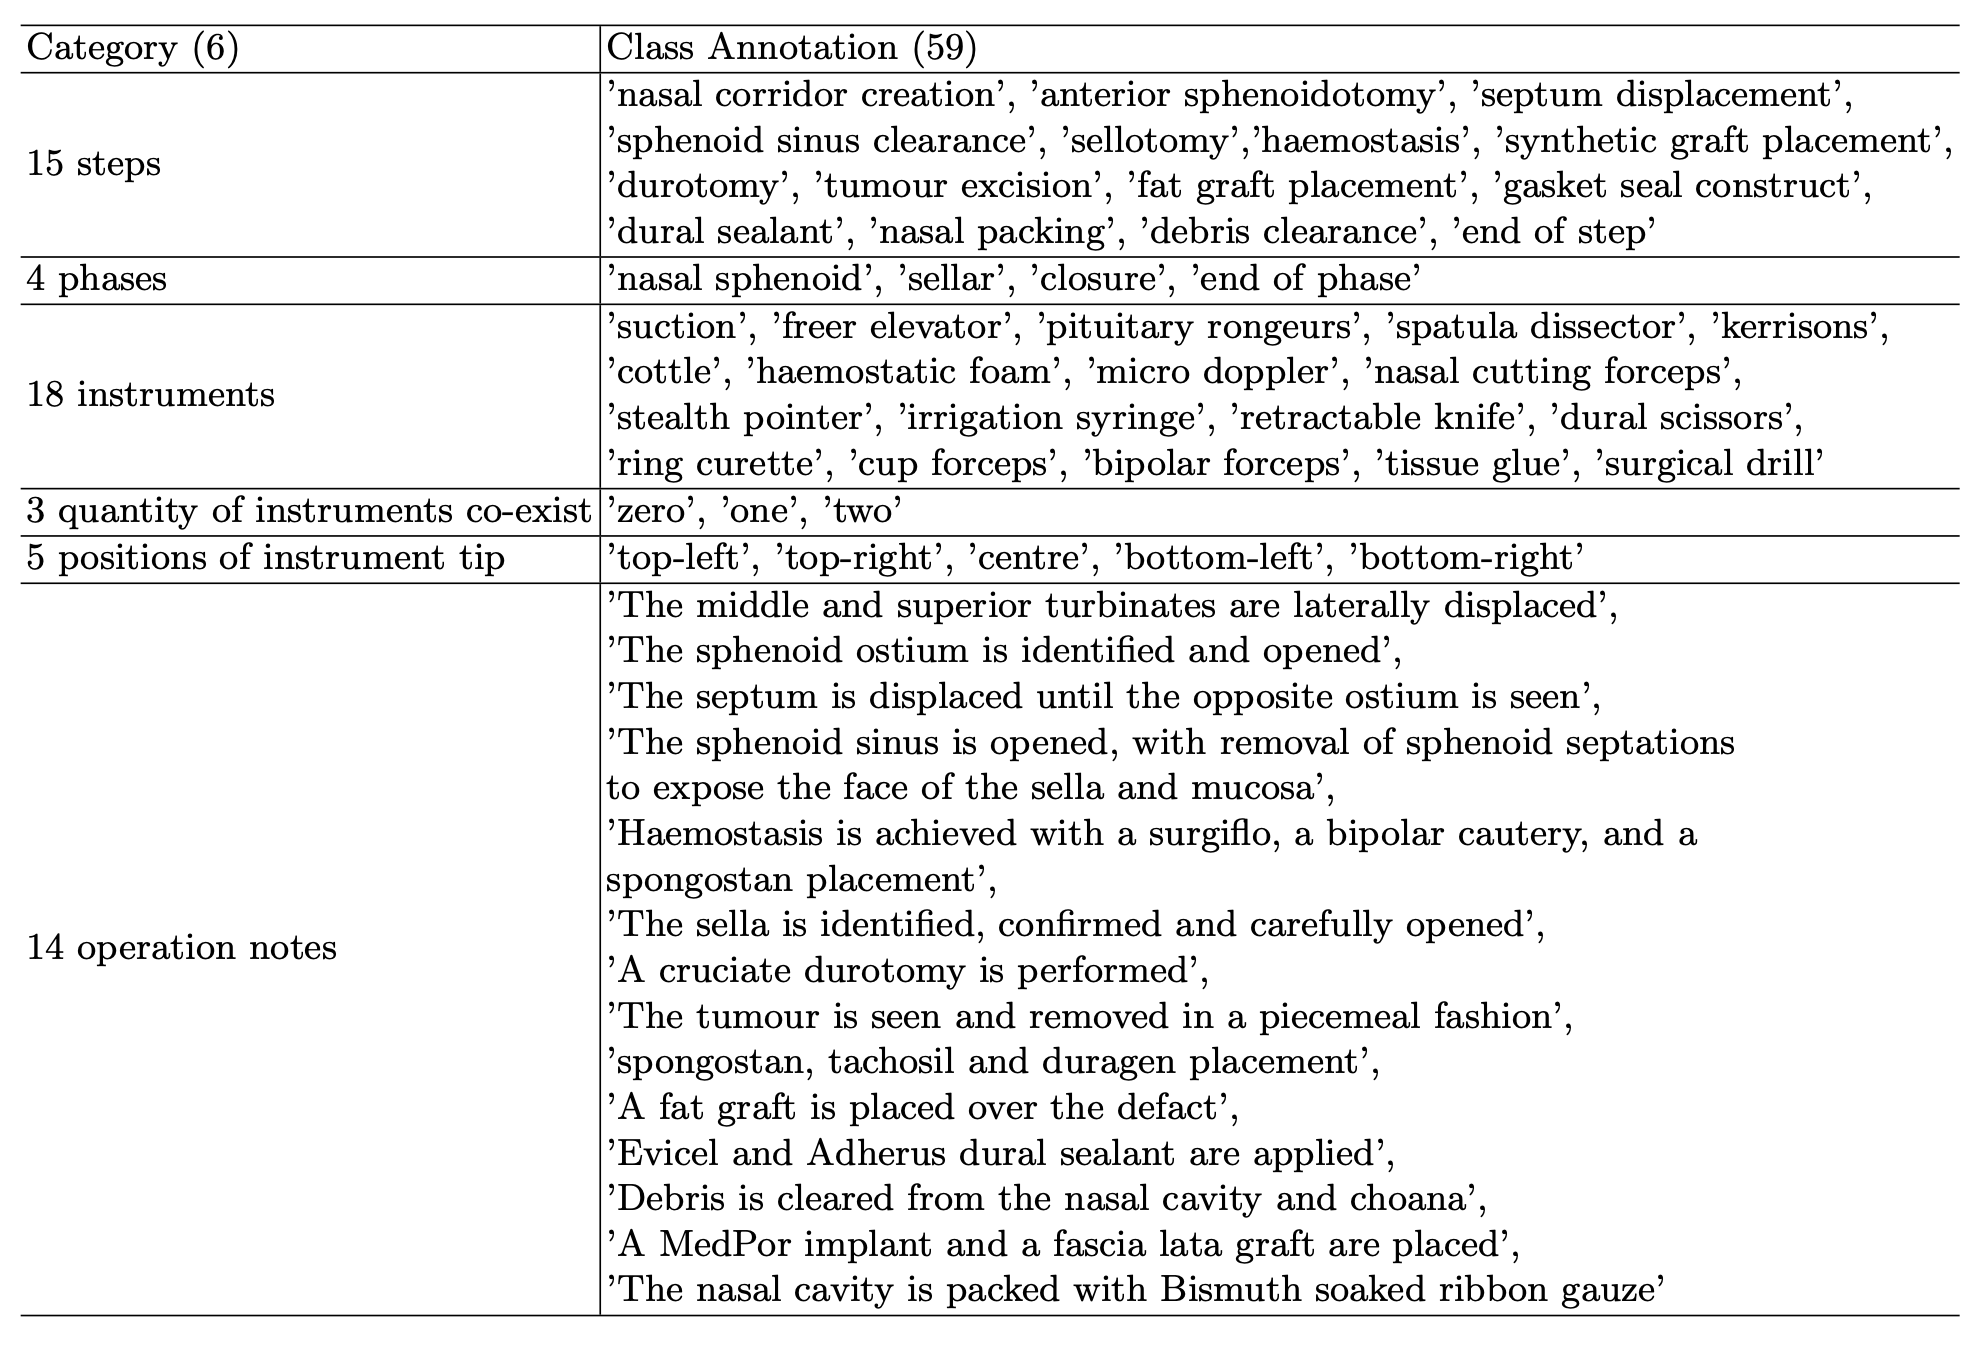 Category (6) Class Annotation (59)
’nasal corridor creation’, ’anterior sphenoidotomy’, ’septum displacement’,
’sphenoid sinus clearance’, ’sellotomy’,’haemostasis’, ’synthetic graft placement’,
15 steps
’durotomy’, ’tumour excision’, ’fat graft placement’, ’gasket seal construct’,
’dural sealant’, ’nasal packing’, ’debris clearance’, ’end of step’
4 phases ’nasal sphenoid’, ’sellar’, ’closure’, ’end of phase’
’suction’, ’freer elevator’, ’pituitary rongeurs’, ’spatula dissector’, ’kerrisons’,
’cottle’, ’haemostatic foam’, ’micro doppler’, ’nasal cutting forceps’,
18 instruments
’stealth pointer’, ’irrigation syringe’, ’retractable knife’, ’dural scissors’,
’ring curette’, ’cup forceps’, ’bipolar forceps’, ’tissue glue’, ’surgical drill’
3 quantity of instruments co-exist ’zero’, ’one’, ’two’
5 positions of instrument tip ’top-left’, ’top-right’, ’centre’, ’bottom-left’, ’bottom-right’
’The middle and superior turbinates are laterally displaced’,
’The sphenoid ostium is identified and opened’,
’The septum is displaced until the opposite ostium is seen’,
’The sphenoid sinus is opened, with removal of sphenoid septations
to expose the face of the sella and mucosa’,
’Haemostasis is achieved with a surgiflo, a bipolar cautery, and a
spongostan placement’,
’The sella is identified, confirmed and carefully opened’,
14 operation notes
’A cruciate durotomy is performed’,
’The tumour is seen and removed in a piecemeal fashion’,
’spongostan, tachosil and duragen placement’,
’A fat graft is placed over the defact’,
’Evicel and Adherus dural sealant are applied’,
’Debris is cleared from the nasal cavity and choana’,
’A MedPor implant and a fascia lata graft are placed’,
’The nasal cavity is packed with Bismuth soaked ribbon gauze’